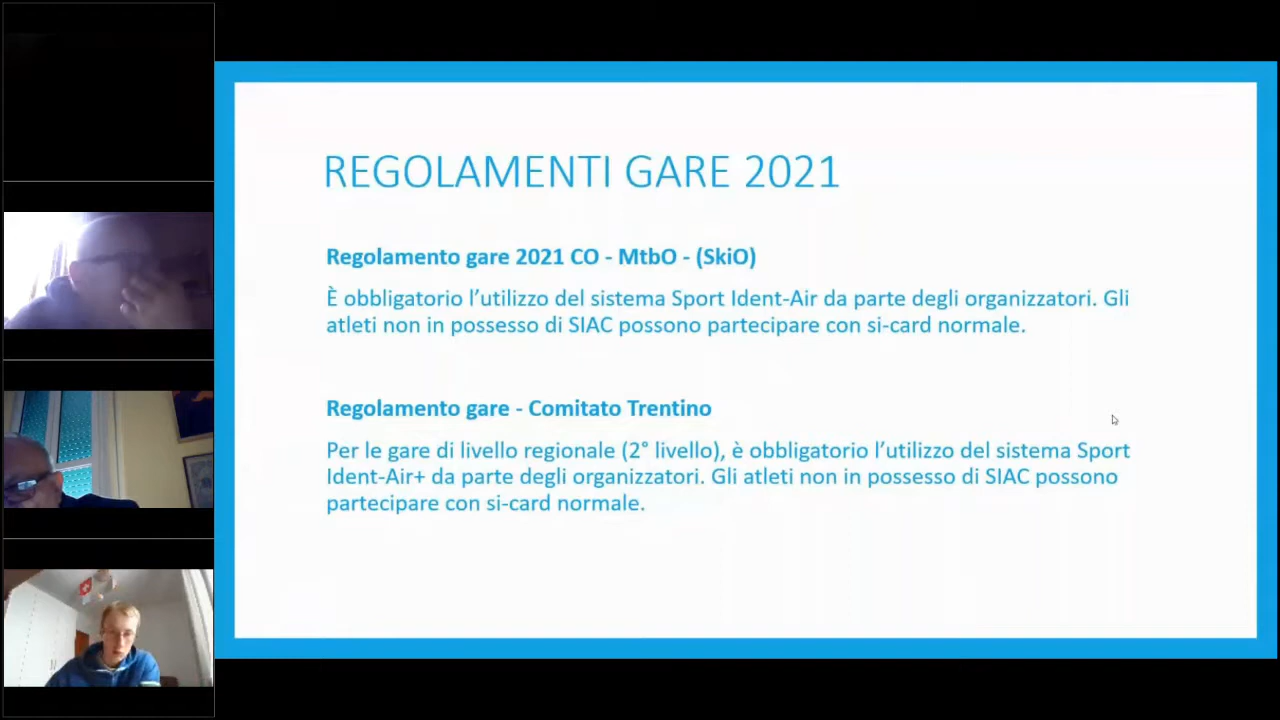 REGOLAMENTI GARE 2021
Regolamento gare 2021 CO - MtbO - (SkiO)
È obbligatorio l’utilizzo del sistema Sport Ident-Air da parte degli organizzatori. Gli
atleti non in possesso di SIAC possono partecipare con si-card normale.
Regolamento gare - Comitato Trentino
Per le gare di livello regionale (2° livello), è obbligatorio l’utilizzo del sistema Sport
Ident-Air+ da parte degli organizzatori. Gli atleti non in possesso di SIAC possono
partecipare con si-card normale.